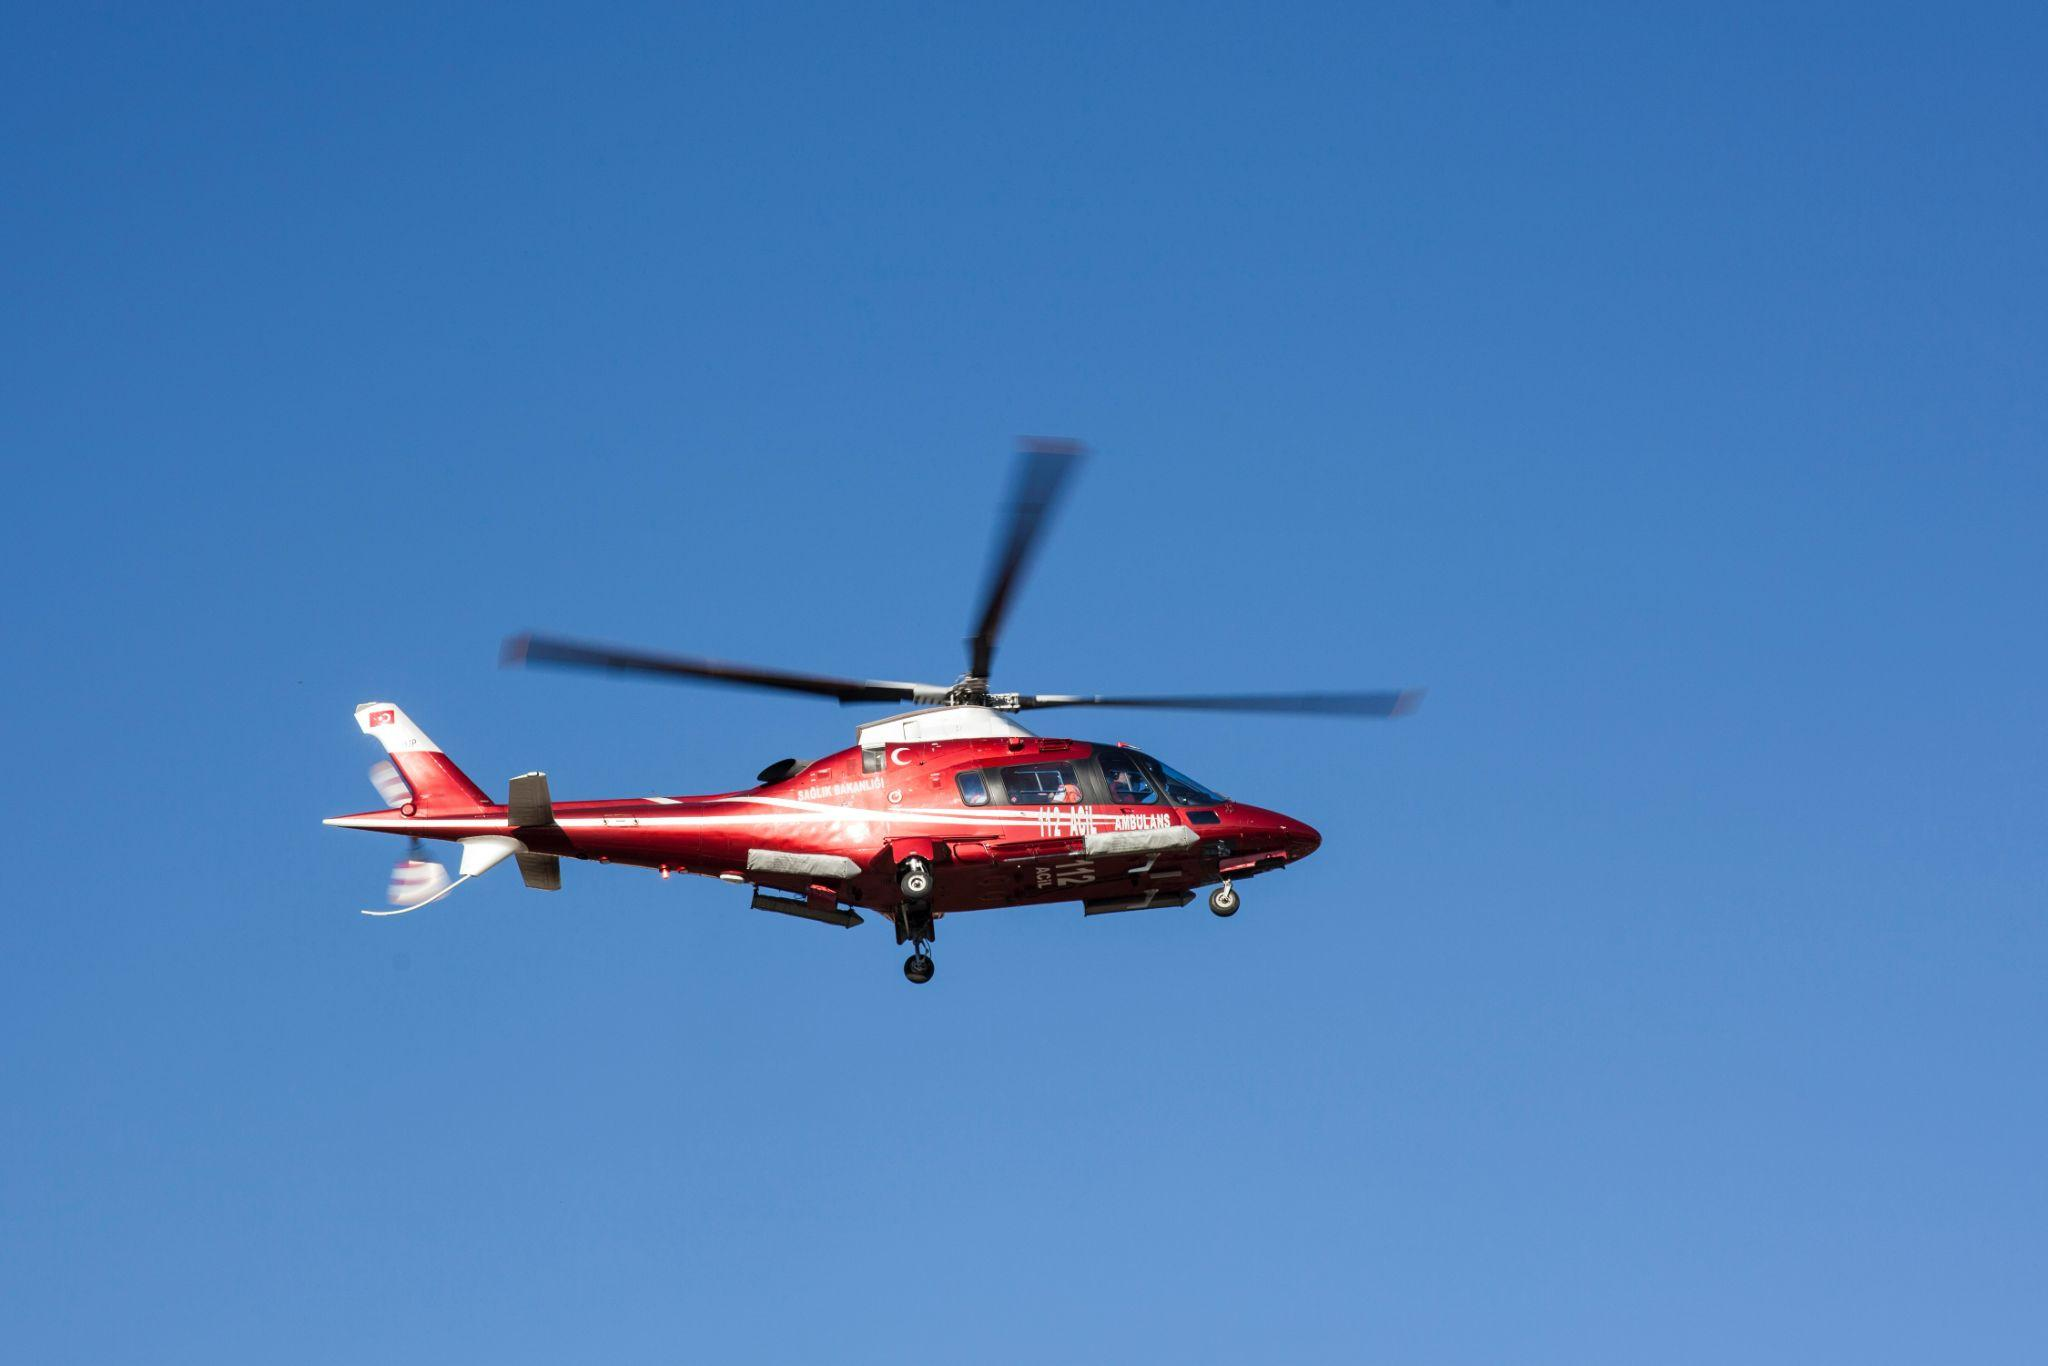 SAĞLIK BAKANLIĞI
112 ACİL
AMBULANS
112
ACİL